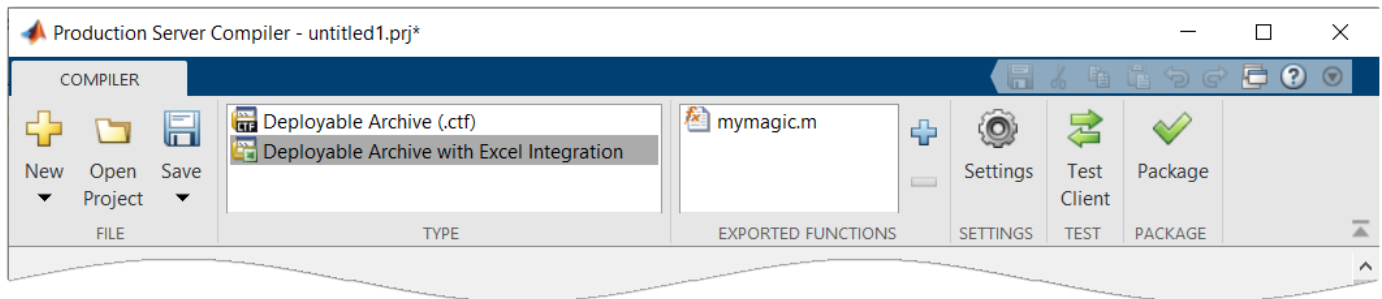 Production Server Compiler - untitled1.prj*
COMPILER
New
Open
Project
Save
FILE
Deployable Archive (.ctf)
Deployable Archive with Excel Integration
TYPE
mymagic.m
EXPORTED FUNCTIONS
Settings
SETTINGS
Test
Client
TEST
Package
PACKAGE